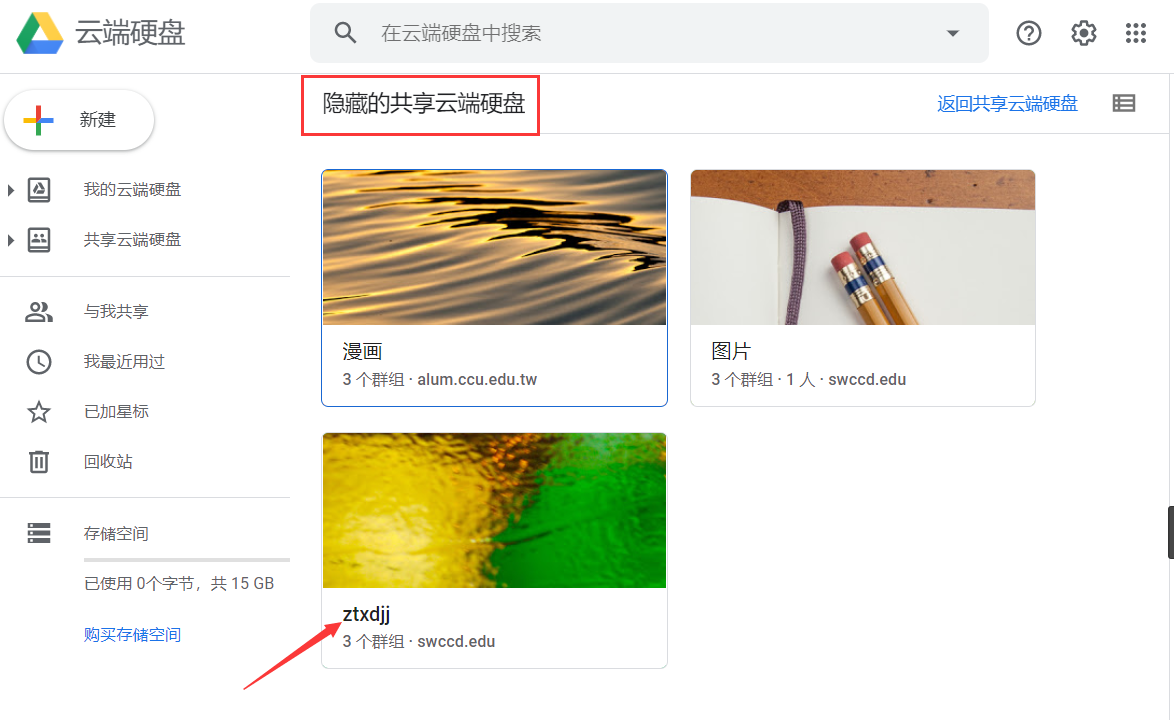 云端硬盘
在云端硬盘中搜索
新建
隐藏的共享云端硬盘
返回共享云端硬盘
我的云端硬盘
共享云端硬盘
与我共享
我最近用过
已加星标
回收站
存储空间
已使用 0个字节，共 15 GB
购买存储空间
漫画
3 个群组 · alum.ccu.edu.tw
图片
3 个群组 · 1 人 · swccd.edu
ztxdjj
3 个群组 · swccd.edu